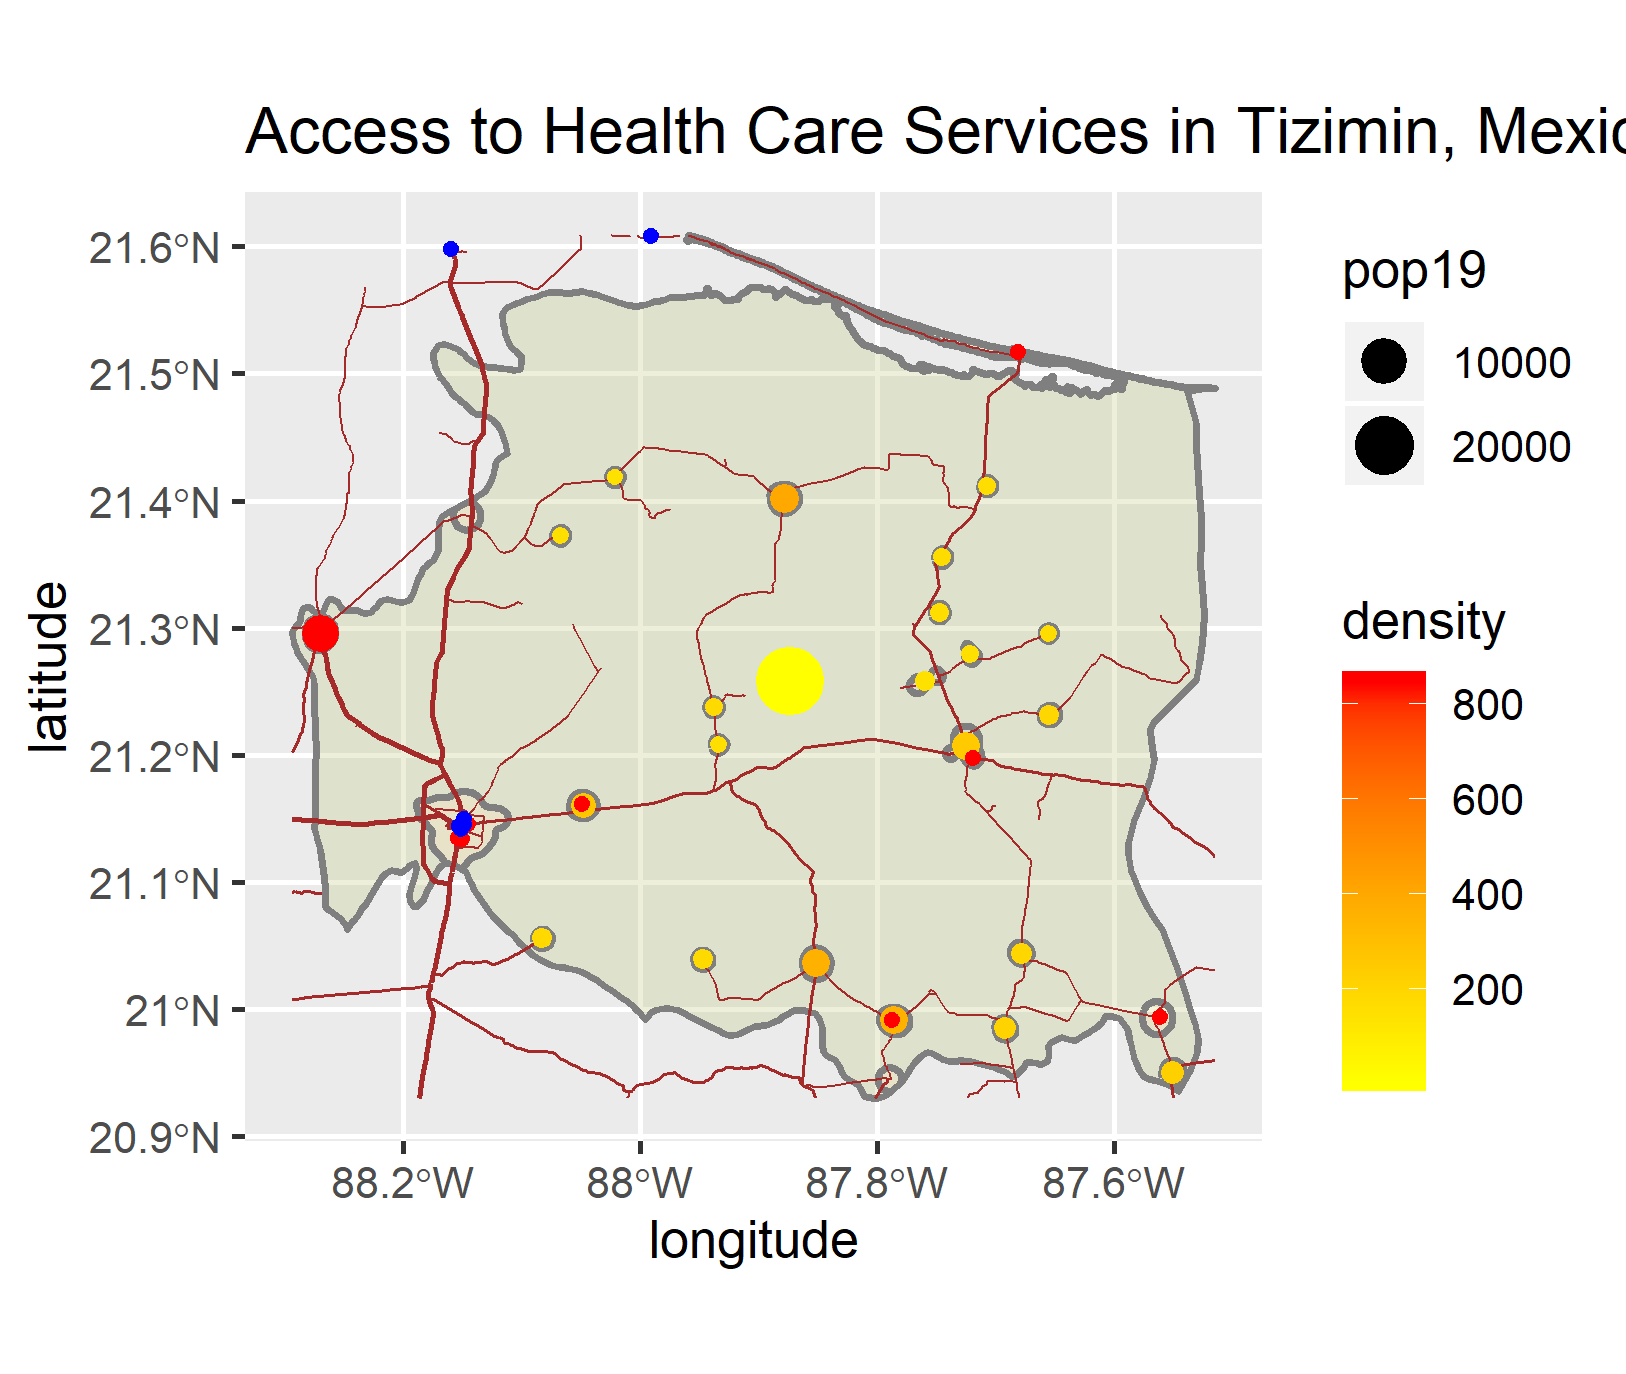 Access to Health Care Services in Tizimin, Mexic
21.6°N
21.5°N
21.4°N
21.3°N
21.2°N
21.1°N
21°N
20.9°N
latitude
88.2°W
88°W
87.8°W
87.6°W
longitude
pop19
10000
20000
density
800
600
400
200